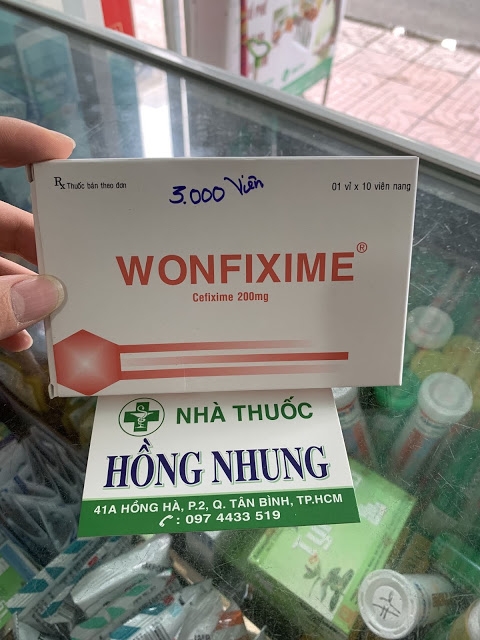 Rx Thuốc bán theo đơn
3.000 Viên
01 vỉ x 10 viên nang
WONFIXIME®
Cefixime 200mg
NHÀ THUỐC
HỒNG NHUNG
41A HỒNG HÀ, P.2, Q. TÂN BÌNH, TP.HCM
: 097 4433 519